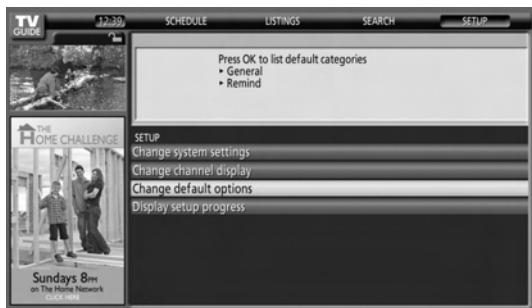 TV
GUIDE
12:39
SCHEDULE
LISTINGS
SEARCH
SETUP
Press OK to list default categories
▸ General
▸ Remind
THE
HOME CHALLENGE
SETUP
Change system settings
Change channel display
Change default options
Display setup progress
Sundays 8PM
on The Home Network
CLICK HERE